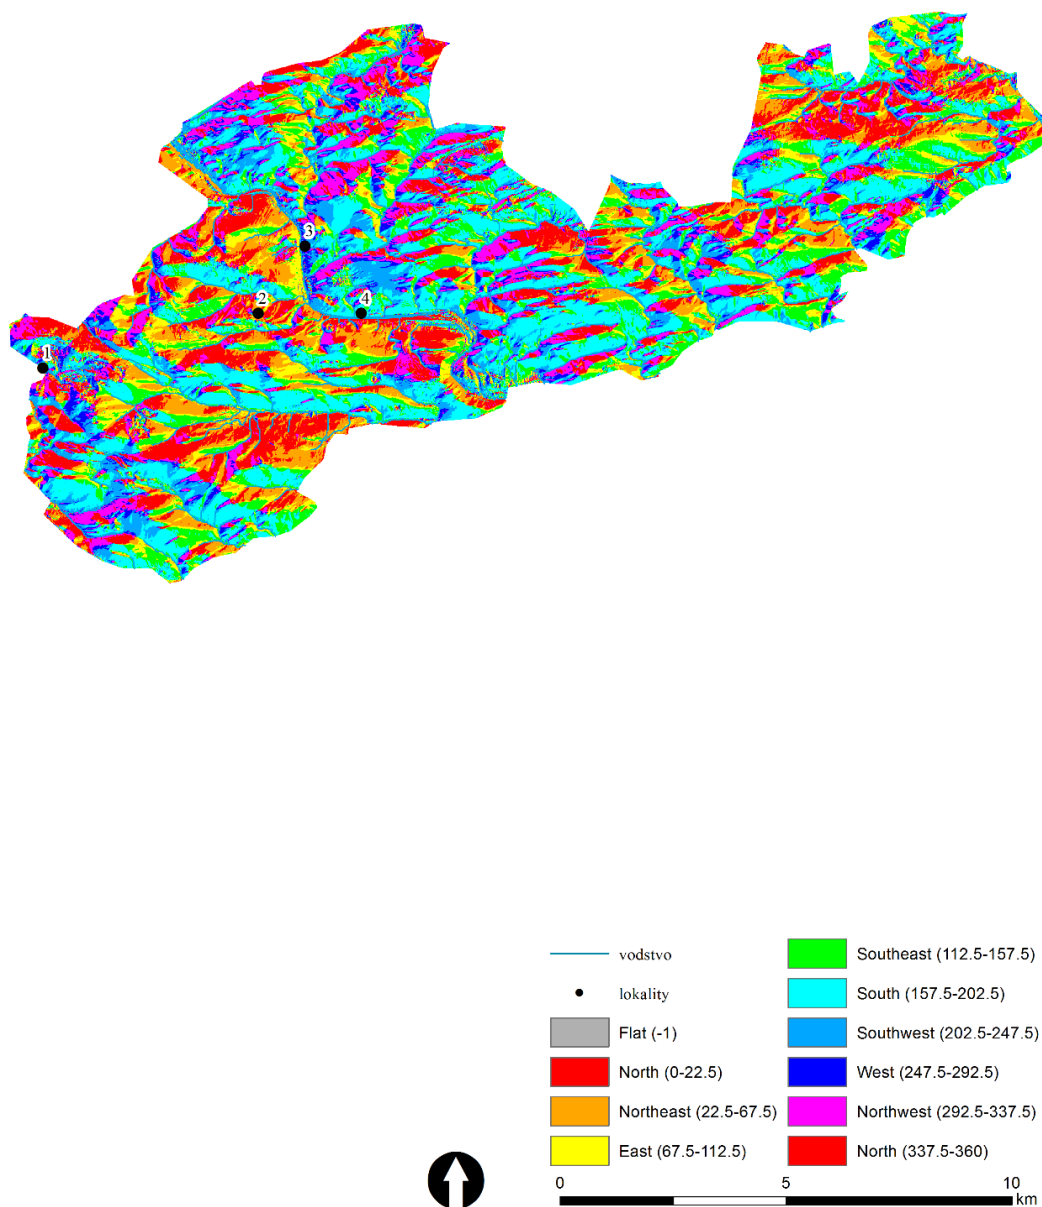 3
2
4
1
vodstvo
lokality
Flat (-1)
North (0-22.5)
Northeast (22.5-67.5)
East (67.5-112.5)
Southeast (112.5-157.5)
South (157.5-202.5)
Southwest (202.5-247.5)
West (247.5-292.5)
Northwest (292.5-337.5)
North (337.5-360)
0 5 10
km